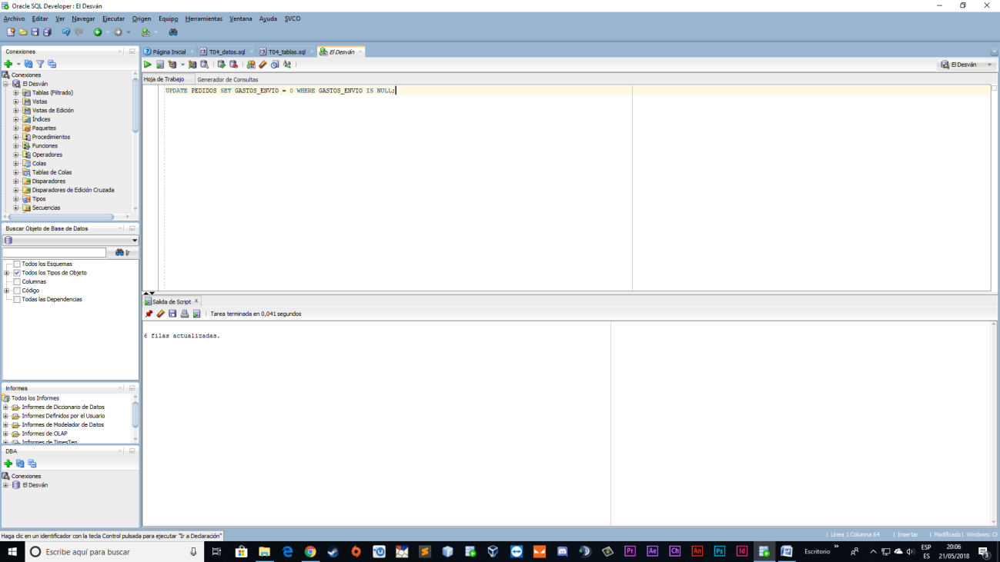 Oracle SQL Developer : El Desván
Archivo Editar Ver Navegar Ejecutar Origen Equipo Herramientas Ventana Ayuda SVCO
Conexiones
Conexiones
El Desván
Tablas (Filtrado)
Vistas
Vistas de Edición
Índices
Paquetes
Procedimientos
Funciones
Operadores
Colas
Tablas de Colas
Disparadores
Disparadores de Edición Cruzada
Tipos
Secuencias
Buscar Objeto de Base de Datos
Ir
Todos los Esquemas
Todos los Tipos de Objeto
Columnas
Código
Todas las Dependencias
Informes
Todos los Informes
Informes de Diccionario de Datos
Informes Definidos por el Usuario
Informes de Modelador de Datos
Informes de OLAP
Informes de TimesTen
DBA
Conexiones
El Desván
Página Inicial T04_datos.sql T04_tablas.sql El Desván
El Desván
Hoja de Trabajo Generador de Consultas
UPDATE PEDIDOS SET GASTOS_ENVIO = 0 WHERE GASTOS_ENVIO IS NULL;
Salida de Script
Tarea terminada en 0,041 segundos
6 filas actualizadas.
Haga clic en un identificador con la tecla Control pulsada para ejecutar "Ir a Declaración"
Línea 1 Columna 64 Insertar Modificado Windows:
Escribe aquí para buscar
Pr Ae Ch An Ps Id
Escritorio
ESP
ES
20:06
21/05/2018
3